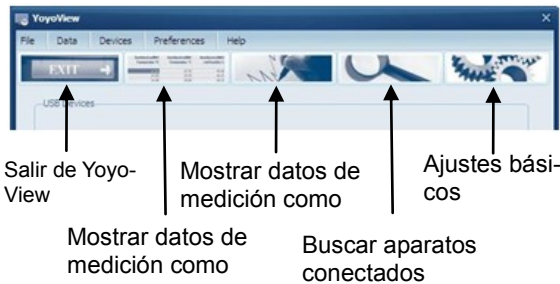 YoyoView
File Data Devices Preferences Help
EXIT
USB Devices
Salir de Yoyo-
View
Mostrar datos de
medición como
Mostrar datos de
medición como
Buscar aparatos
conectados
Ajustes bási-
cos